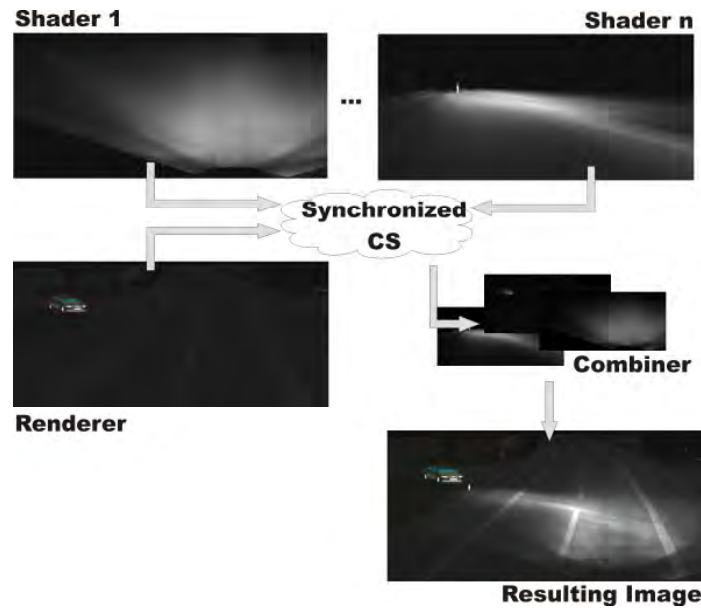 Shader 1
Shader n
...
Synchronized
CS
Combiner
Renderer
Resulting Image